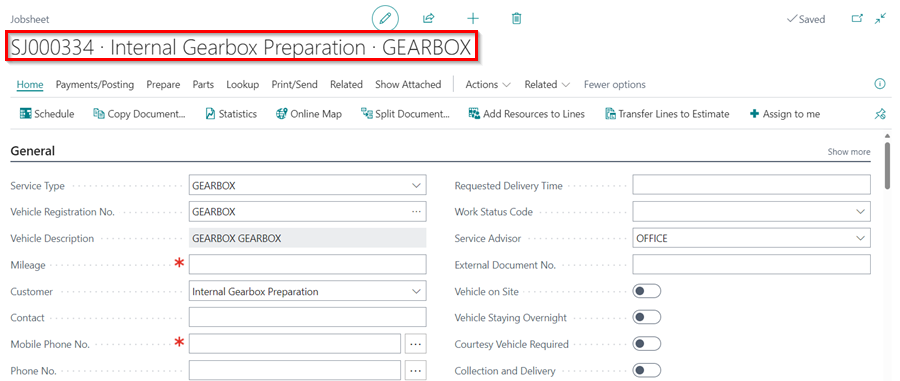 Jobsheet
Saved
SJ000334 · Internal Gearbox Preparation · GEARBOX
Home Payments/Posting Prepare Parts Lookup Print/Send Related Show Attached Actions Related Fewer options
Schedule Copy Document... Statistics Online Map Split Document... Add Resources to Lines Transfer Lines to Estimate Assign to me
General Show more
Service Type GEARBOX Requested Delivery Time
Vehicle Registration No. GEARBOX ... Work Status Code
Vehicle Description GEARBOX GEARBOX Service Advisor OFFICE
Mileage * External Document No.
Customer Internal Gearbox Preparation Vehicle on Site
Contact Vehicle Staying Overnight
Mobile Phone No. * ... Courtesy Vehicle Required
Phone No. ... Collection and Delivery